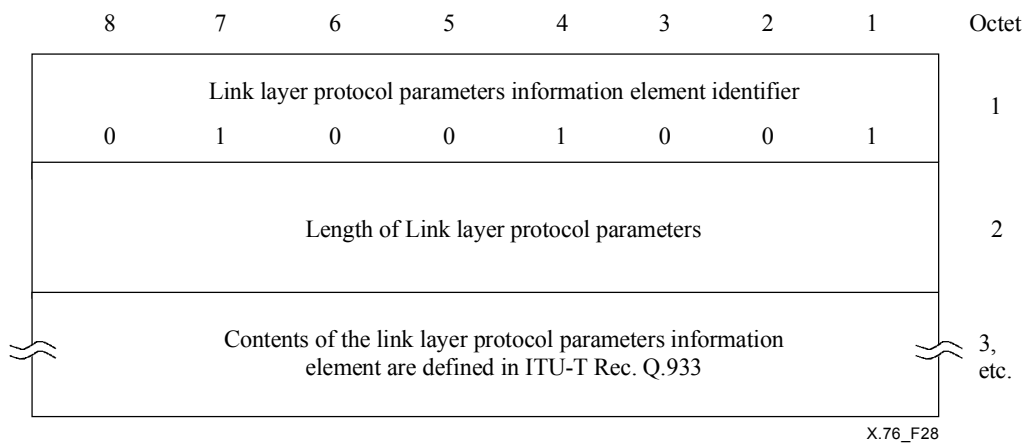 8 7 6 5 4 3 2 1 Octet
Link layer protocol parameters information element identifier
0 1 0 0 1 0 0 1
1
Length of Link layer protocol parameters
2
Contents of the link layer protocol parameters information
element are defined in ITU-T Rec. Q.933
3,
etc.
X.76_F28